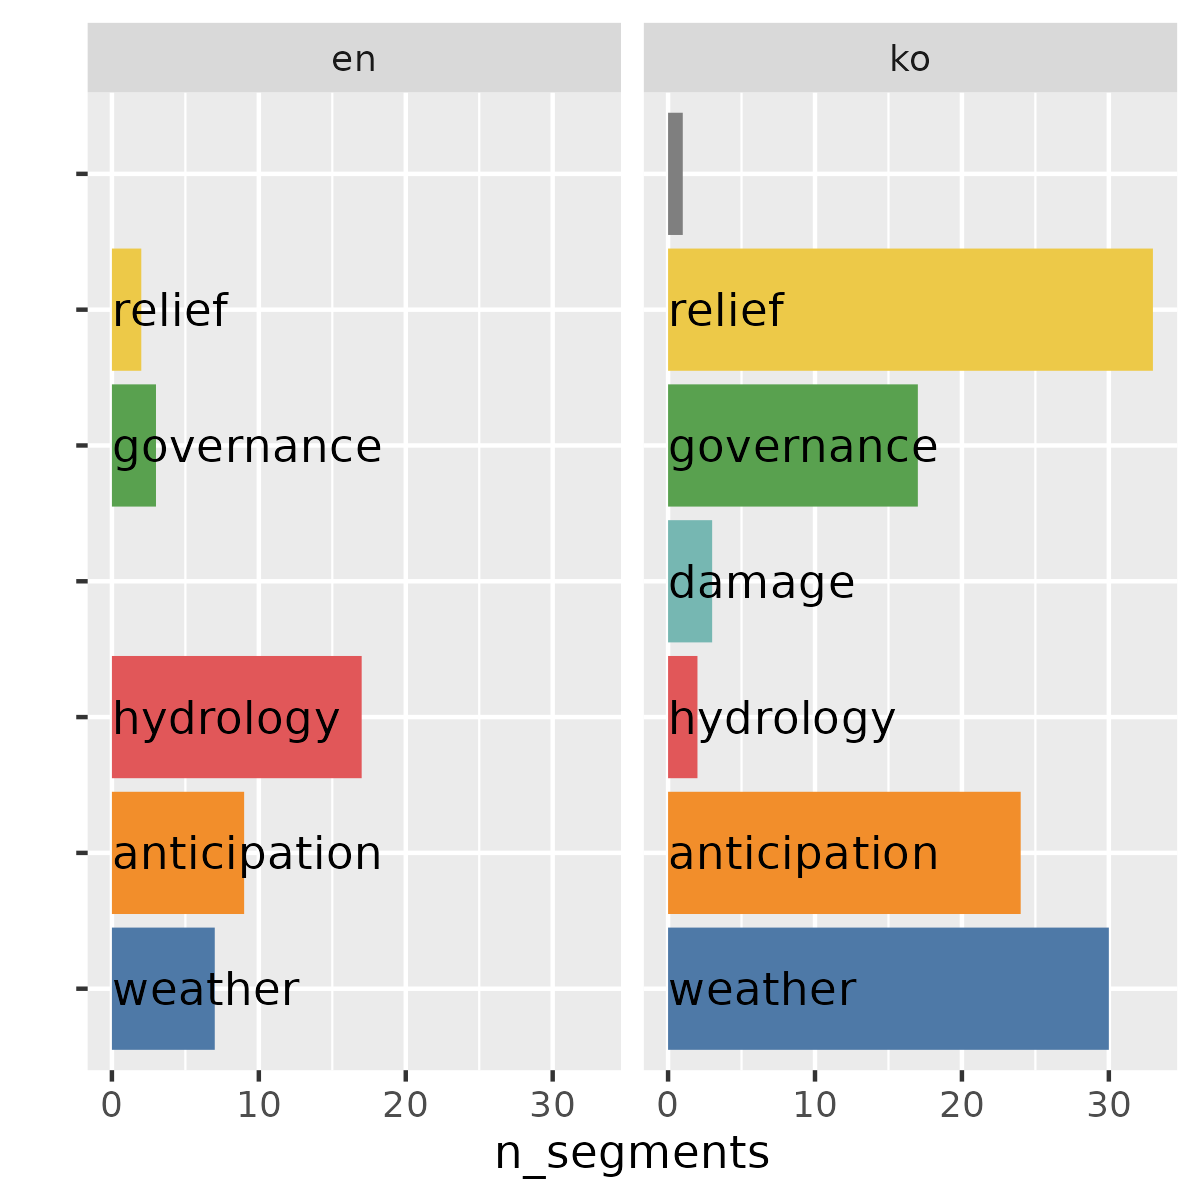 en
ko
relief
relief
governance
governance
damage
hydrology
hydrology
anticipation
anticipation
weather
weather
0 10 20 30
0 10 20 30
n_segments